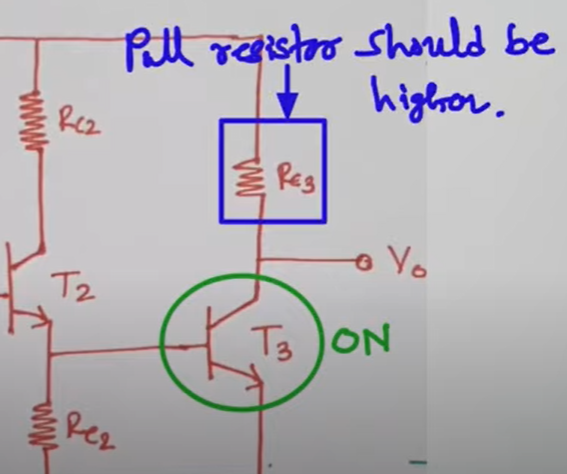 Pull resistor should be
higher.
Rc2
Rc3
T2
Vo
T3
ON
Re2